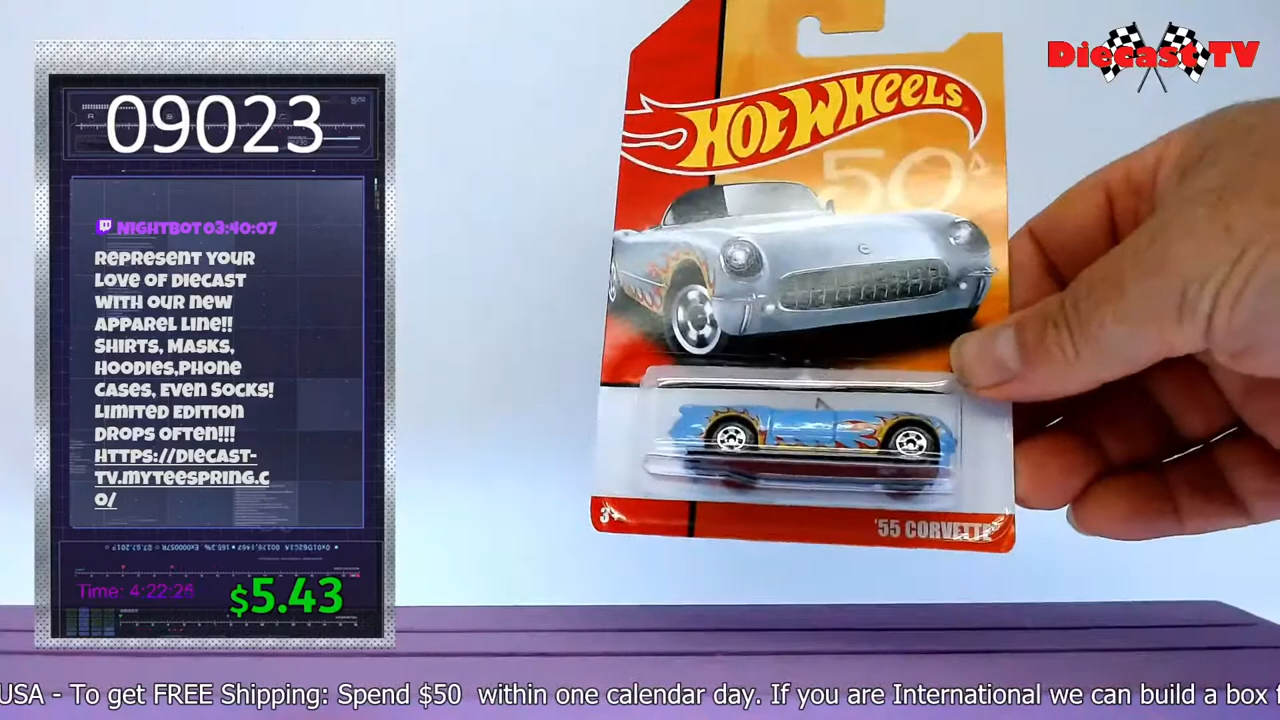 09023
NIGHTBOT 03:40:07
REPRESENT YOUR
LOVE OF DIECAST
WITH OUR NEW
APPAREL LINE!!
SHIRTS, MASKS,
HOODIES,PHONE
CASES, EVEN SOCKS!
LIMITED EDITION
DROPS OFTEN!!!
HTTPS://DIECAST-
TV.MYTEESPRING.C
O/
Time: 4:22:26
$5.43
Diecast TV
HOT WHEELS
50
3+
'55 CORVETTE
USA - To get FREE Shipping: Spend $50 within one calendar day. If you are International we can build a box